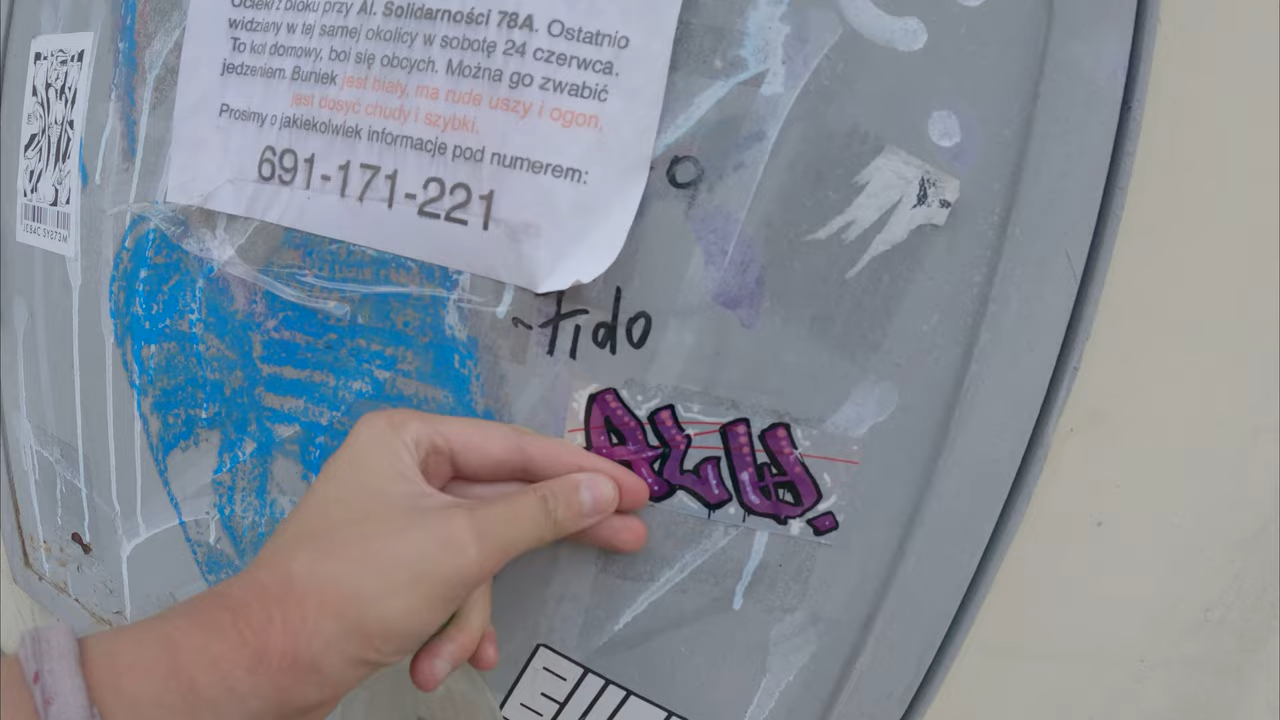 Uciekł z bloku przy Al. Solidarności 78A. Ostatnio
widziany w tej samej okolicy w sobotę 24 czerwca.
To kot domowy, boi się obcych. Można go zwabić
jedzeniem. Buniek jest biały, ma rude uszy i ogon,
jest dosyć chudy i szybki.
Prosimy o jakiekolwiek informacje pod numerem:
691-171-221
~fido
ALU.